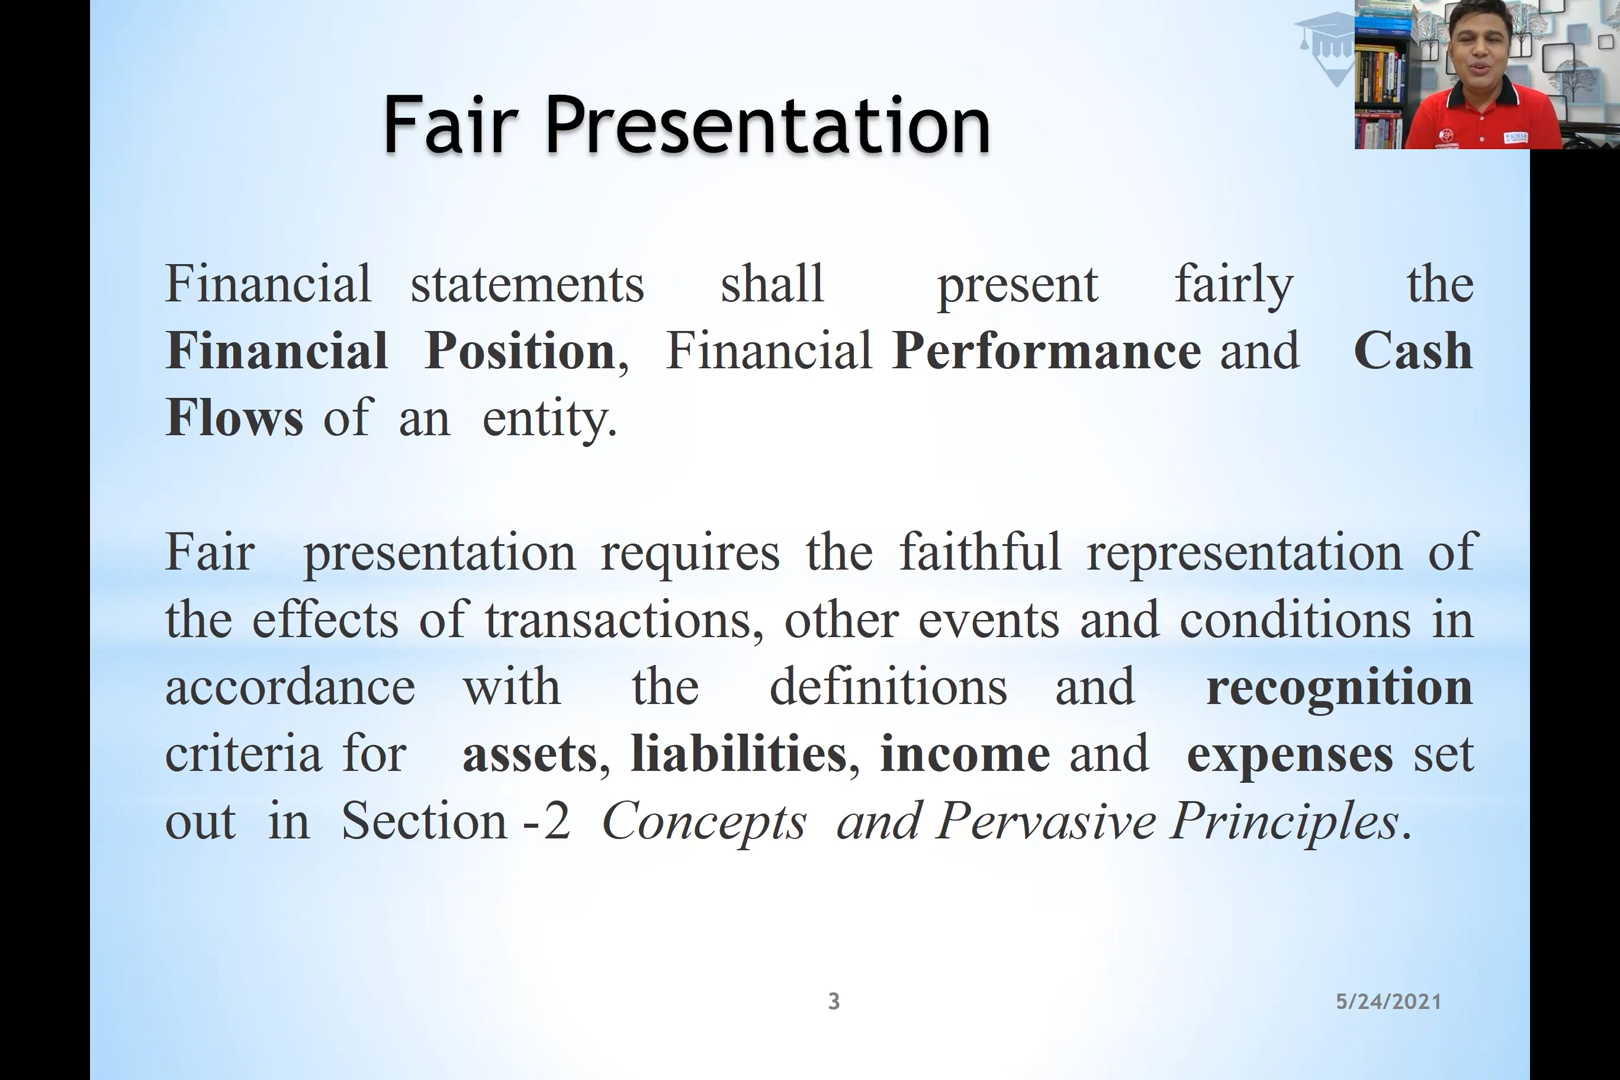 Fair Presentation
Financial statements shall present fairly the
Financial Position, Financial Performance and Cash
Flows of an entity.
Fair presentation requires the faithful representation of
the effects of transactions, other events and conditions in
accordance with the definitions and recognition
criteria for assets, liabilities, income and expenses set
out in Section -2 Concepts and Pervasive Principles.
3
5/24/2021